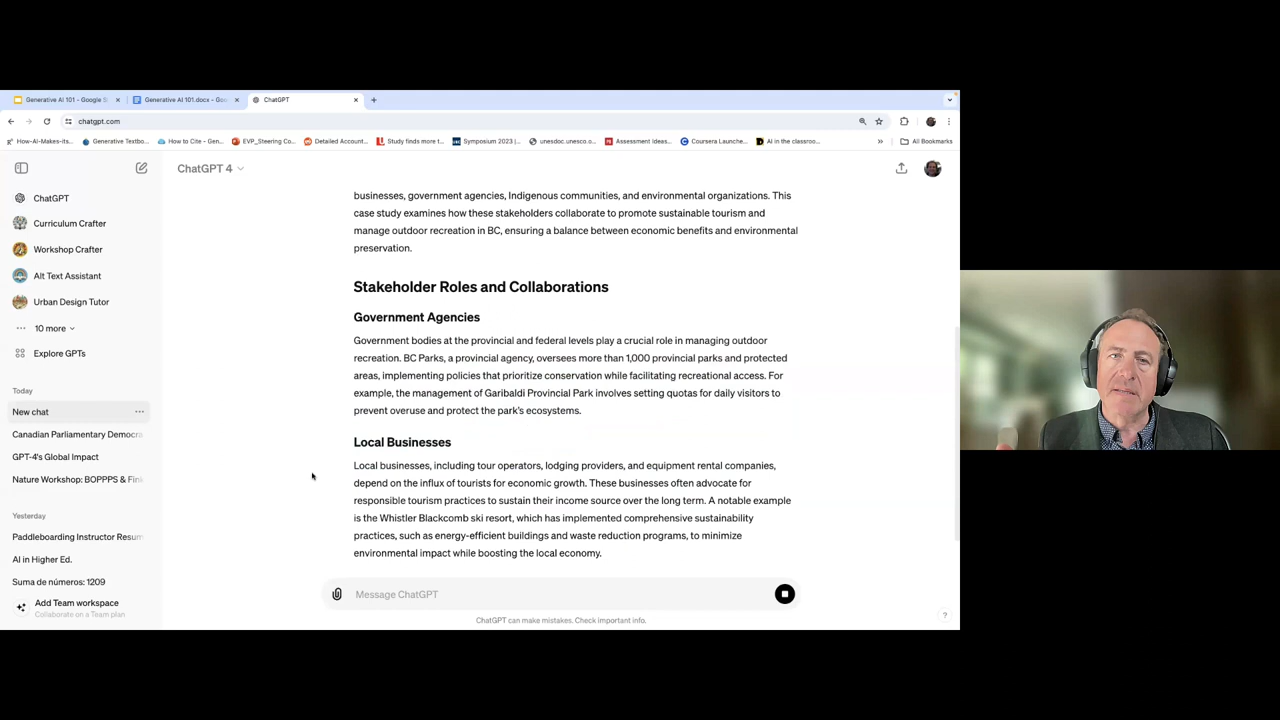 Generative AI 101 - Google S
Generative AI 101.docx - Goo
ChatGPT
chatgpt.com
How-AI-Makes-its...
Generative Textbo...
How to Cite - Gen...
EVP_Steering Co...
Detailed Account...
Study finds more t...
Symposium 2023 |...
unesdoc.unesco.o...
Assessment Ideas...
Coursera Launche...
AI in the classroo...
All Bookmarks
ChatGPT 4
ChatGPT
Curriculum Crafter
Workshop Crafter
Alt Text Assistant
Urban Design Tutor
10 more
Explore GPTs
Today
New chat
Canadian Parliamentary Democra
GPT-4's Global Impact
Nature Workshop: BOPPPS & Fin
Yesterday
Paddleboarding Instructor Resum
AI in Higher Ed.
Suma de números: 1209
Add Team workspace
Collaborate on a Team plan
businesses, government agencies, Indigenous communities, and environmental organizations. This
case study examines how these stakeholders collaborate to promote sustainable tourism and
manage outdoor recreation in BC, ensuring a balance between economic benefits and environmental
preservation.
Stakeholder Roles and Collaborations
Government Agencies
Government bodies at the provincial and federal levels play a crucial role in managing outdoor
recreation. BC Parks, a provincial agency, oversees more than 1,000 provincial parks and protected
areas, implementing policies that prioritize conservation while facilitating recreational access. For
example, the management of Garibaldi Provincial Park involves setting quotas for daily visitors to
prevent overuse and protect the park's ecosystems.
Local Businesses
Local businesses, including tour operators, lodging providers, and equipment rental companies,
depend on the influx of tourists for economic growth. These businesses often advocate for
responsible tourism practices to sustain their income source over the long term. A notable example
is the Whistler Blackcomb ski resort, which has implemented comprehensive sustainability
practices, such as energy-efficient buildings and waste reduction programs, to minimize
environmental impact while boosting the local economy.
Message ChatGPT
ChatGPT can make mistakes. Check important info.
?